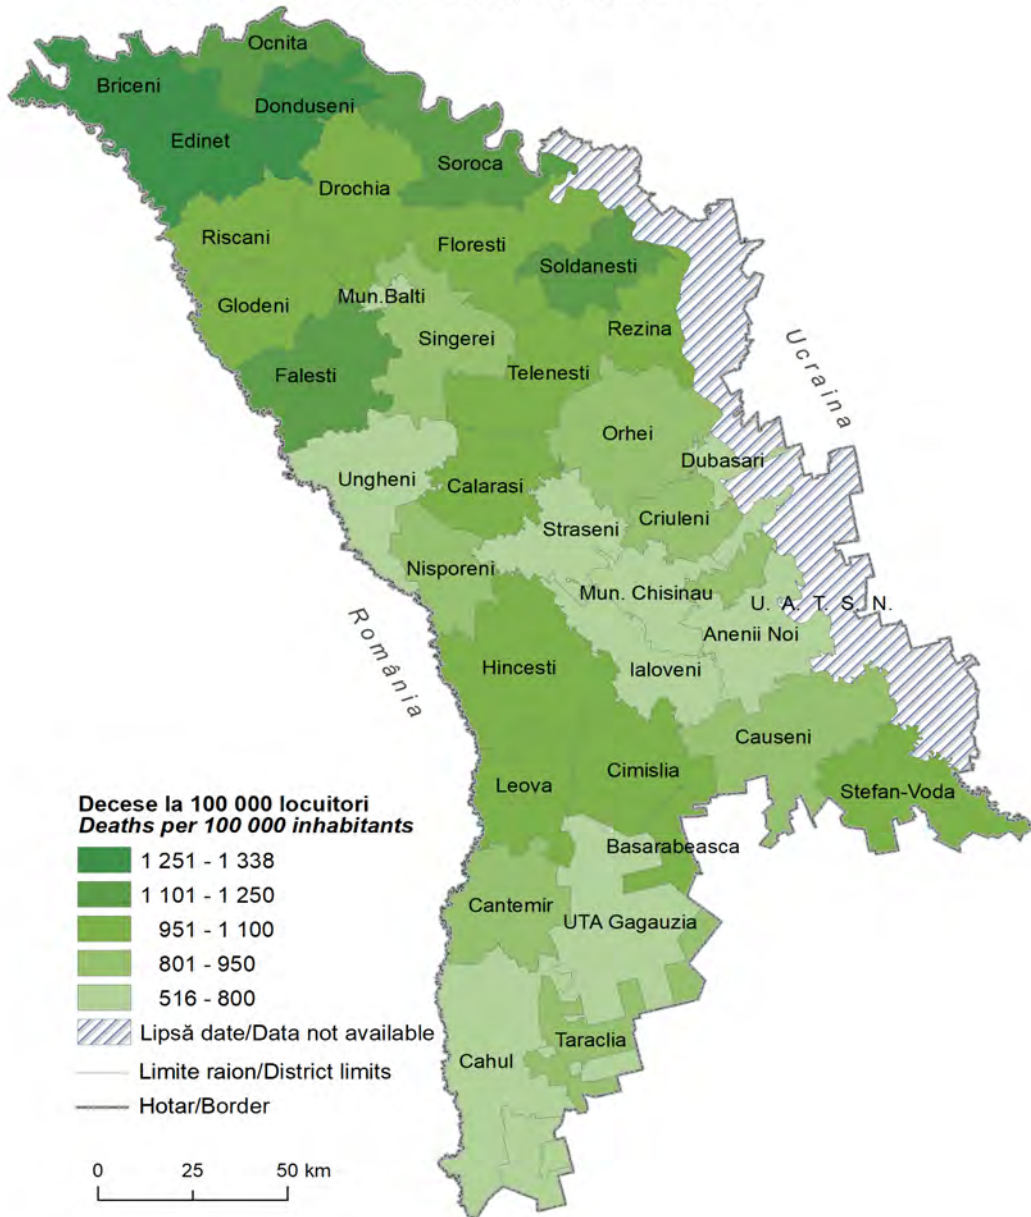 Ocnita
Briceni
Donduseni
Edinet
Soroca
Drochia
Riscani
Floresti
Soldanesti
Mun.Balti
Glodeni
Rezina
Singerei
Ucraina
Falesti
Telenesti
Orhei
Dubasari
Ungheni
Calarasi
Criuleni
Straseni
Nisporeni
Mun. Chisinau
U. A. T. S. N.
Anenii Noi
România
Hincesti
Ialoveni
Causeni
Cimislia
Leova
Stefan-Voda
Basarabeasca
Cantemir
UTA Gagauzia
Taraclia
Cahul
Decese la 100 000 locuitori
Deaths per 100 000 inhabitants
1 251 - 1 338
1 101 - 1 250
951 - 1 100
801 - 950
516 - 800
Lipsă date/Data not available
Limite raion/District limits
Hotar/Border
0 25 50 km